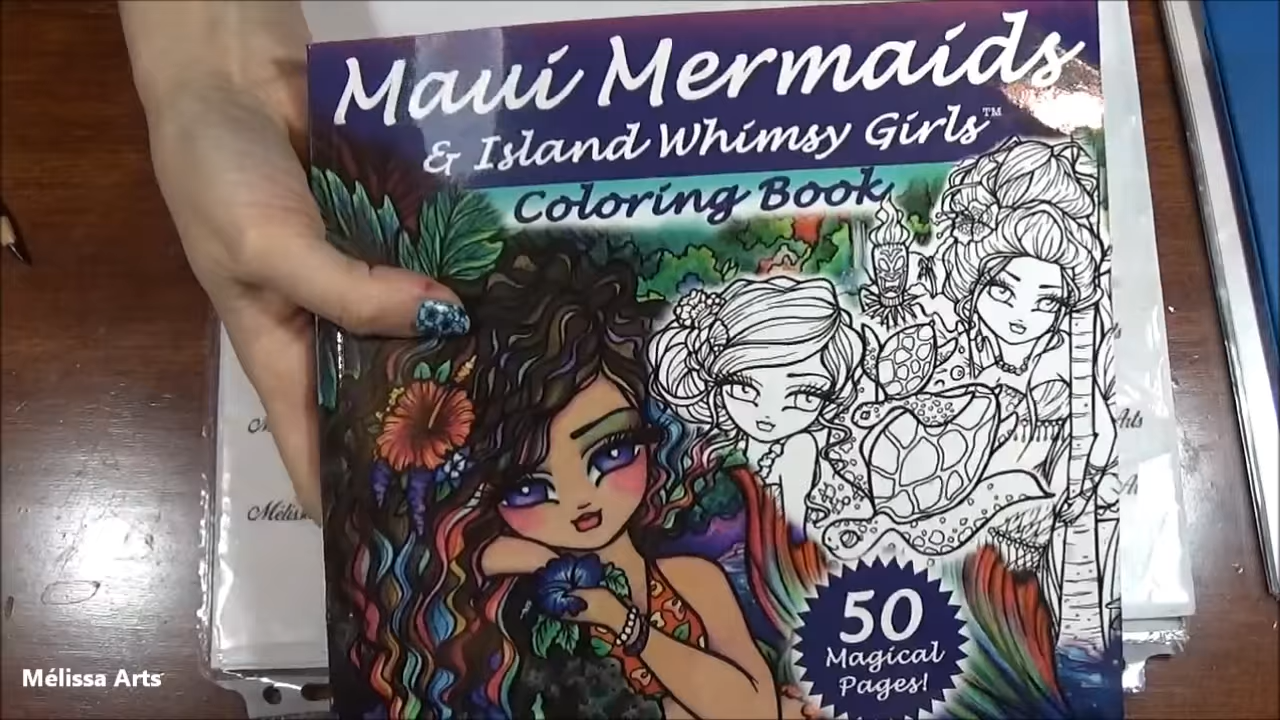 Maui Mermaids
& Island Whimsy Girls™
Coloring Book
50
Magical
Pages!
Mélissa Arts